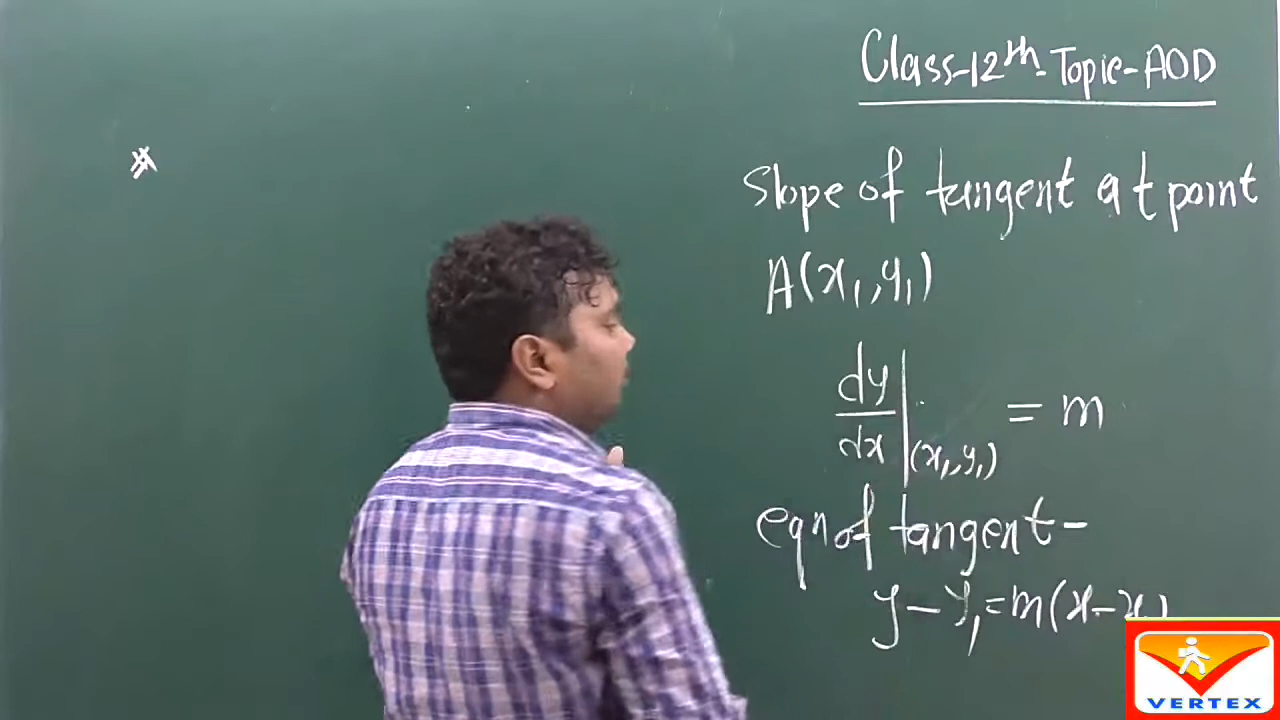 Class-12th-Topic-AOD
#
Slope of tangent at point
A(x₁,y₁)
dy/dx|(x₁,y₁) = m
eqn of tangent-
y-y₁=m(x-x₁)
VERTEX